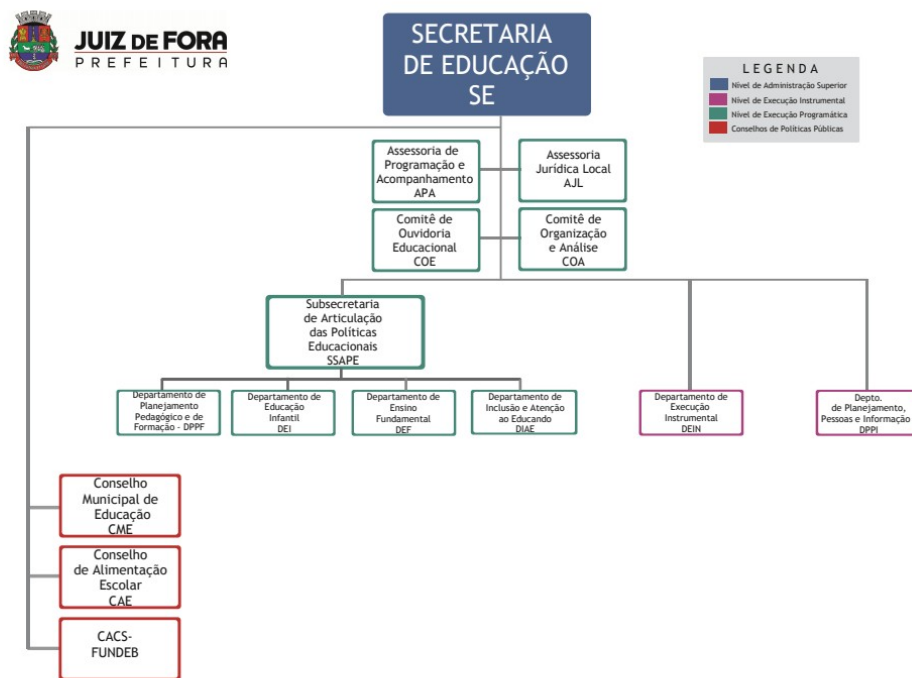 JUIZ DE FORA
PREFEITURA
SECRETARIA
DE EDUCAÇÃO
SE
LEGENDA
Nível de Administração Superior
Nível de Execução Instrumental
Nível de Execução Programática
Conselhos de Políticas Públicas
Assessoria de
Programação e
Acompanhamento
APA
Assessoria
Jurídica Local
AJL
Comitê de
Ouvidoria
Educacional
COE
Comitê de
Organização
e Análise
COA
Subsecretaria
de Articulação
das Políticas
Educacionais
SSAPE
Departamento de
Planejamento
Pedagógico e de
Formação - DPPF
Departamento de
Educação
Infantil
DEI
Departamento de
Ensino
Fundamental
DEF
Departamento de
Inclusão e Atenção
ao Educando
DIAE
Departamento de
Execução
Instrumental
DEIN
Depto.
de Planejamento,
Pessoas e Informação
DPPI
Conselho
Municipal de
Educação
CME
Conselho
de Alimentação
Escolar
CAE
CACS-
FUNDEB